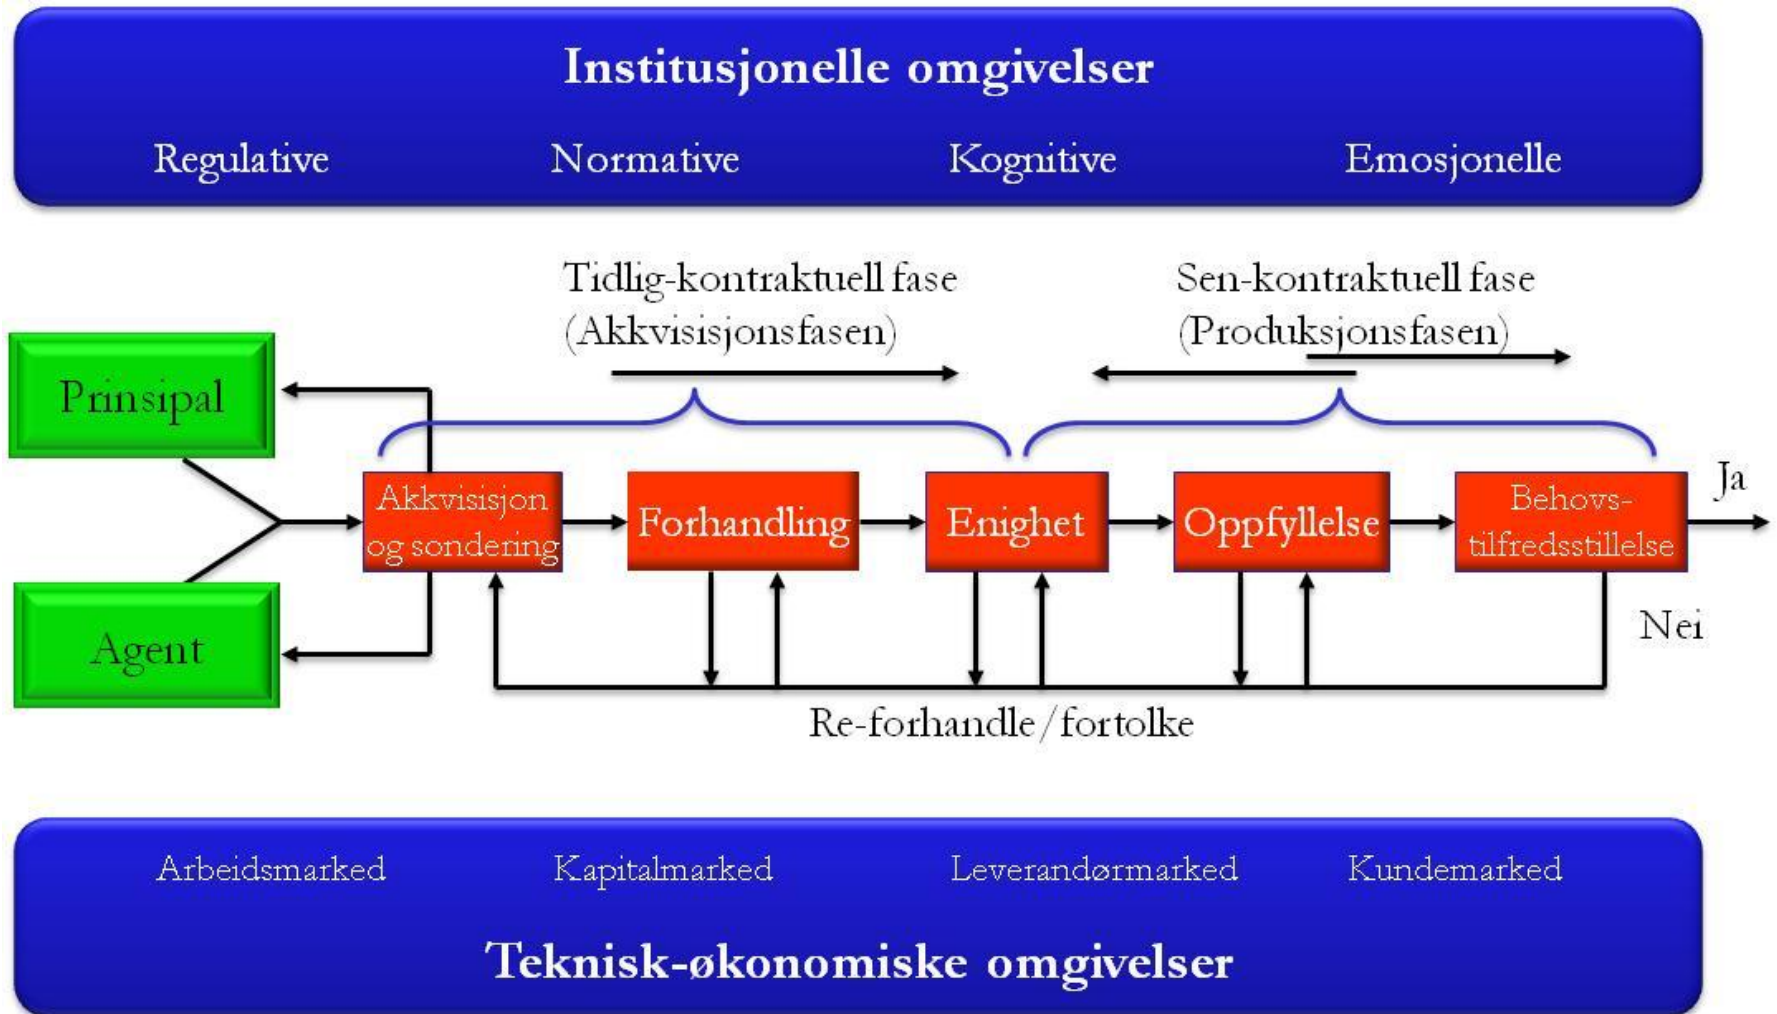 Institusjonelle omgivelser
Regulative Normative Kognitive Emosjonelle
Tidlig-kontraktuell fase
(Akkvisisjonsfasen)
Sen-kontraktuell fase
(Produksjonsfasen)
Prinsipal
Agent
Akkvisisjon
og sondering
Forhandling
Enighet
Oppfyllelse
Behovs-
tilfredsstillelse
Ja
Nei
Re-forhandle/fortolke
Arbeidsmarked Kapitalmarked Leverandørmarked Kundemarked
Teknisk-økonomiske omgivelser